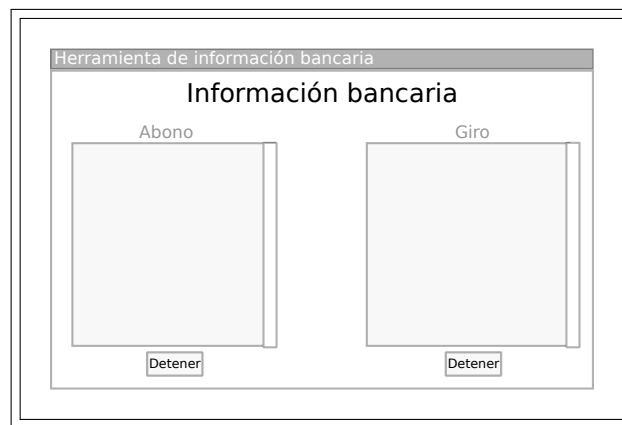 Herramienta de información bancaria
Información bancaria
Abono
Giro
Detener
Detener